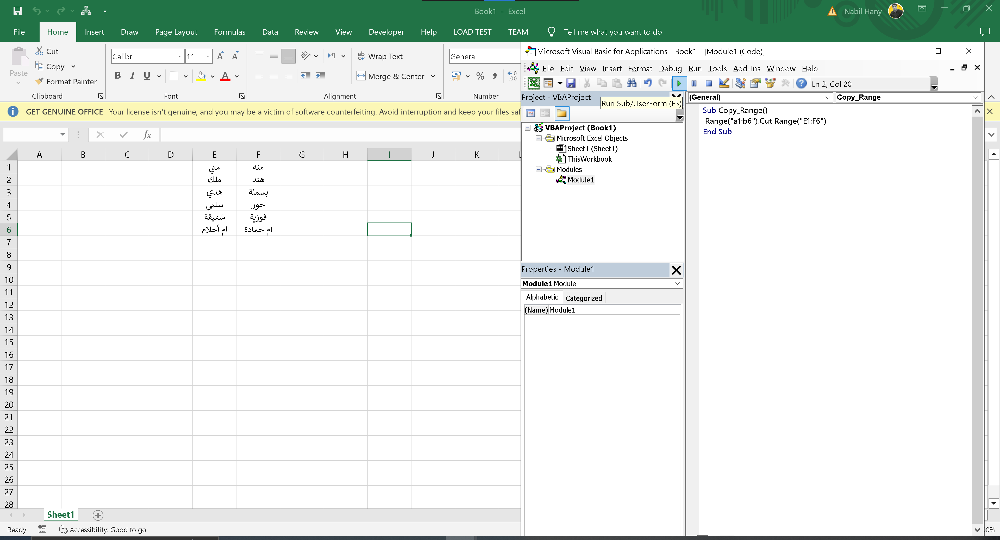 Book1 - Excel
Nabil Hany
File Home Insert Draw Page Layout Formulas Data Review View Developer Help LOAD TEST TEAM Tell me what you want to do
Paste
Cut
Copy
Format Painter
Clipboard
Calibri 11
B I U
Font
Wrap Text
Merge & Center
Alignment
General
Number
GET GENUINE OFFICE Your license isn't genuine, and you may be a victim of software counterfeiting. Avoid interruption and keep your files saf
fx
A B C D E F G H I J K
1 مني منه
2 ملك هند
3 هدي بسملة
4 سلمي حور
5 شفيقة فوزية
6 ام أحلام ام حمادة
7
8
9
10
11
12
13
14
15
16
17
18
19
20
21
22
23
24
25
26
27
28
Sheet1
Ready Accessibility: Good to go
Microsoft Visual Basic for Applications - Book1 - [Module1 (Code)]
File Edit View Insert Format Debug Run Tools Add-Ins Window Help
Ln 2, Col 20
Project - VBAProject
Run Sub/UserForm (F5)
VBAProject (Book1)
Microsoft Excel Objects
Sheet1 (Sheet1)
ThisWorkbook
Modules
Module1
Properties - Module1
Module1 Module
Alphabetic Categorized
(Name) Module1
(General) Copy_Range
Sub Copy_Range()
Range("a1:b6").Cut Range("E1:F6")
End Sub